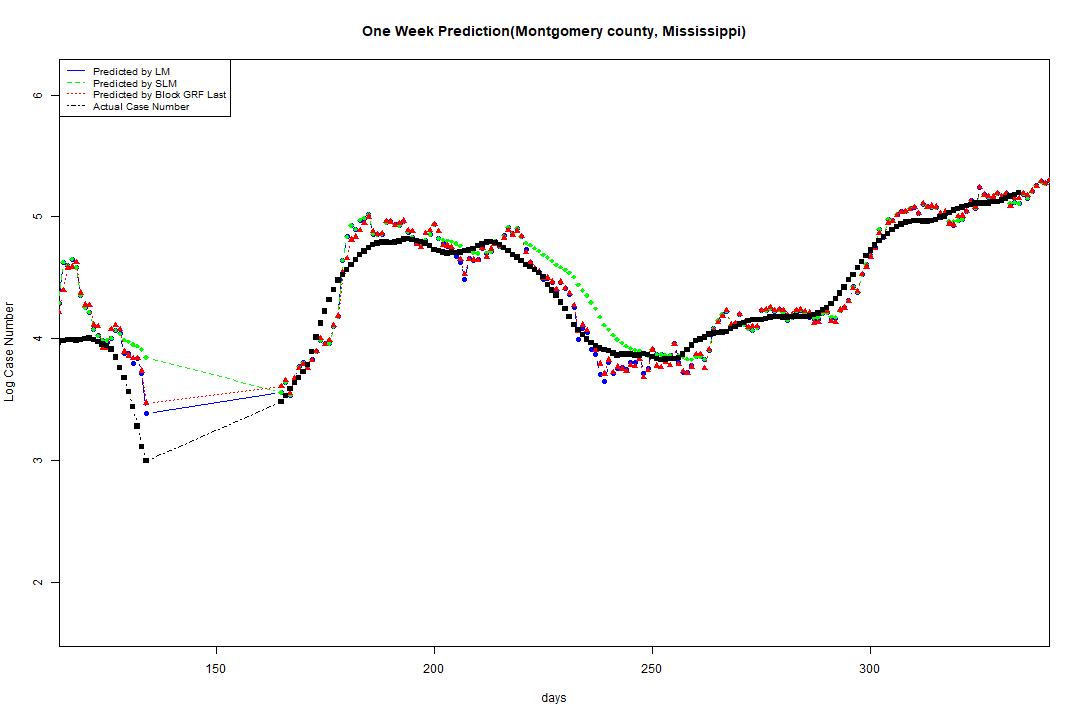 One Week Prediction(Montgomery county, Mississippi)
Predicted by LM
Predicted by SLM
Predicted by Block GRF Last
Actual Case Number
6
5
4
3
2
Log Case Number
150
200
250
300
days